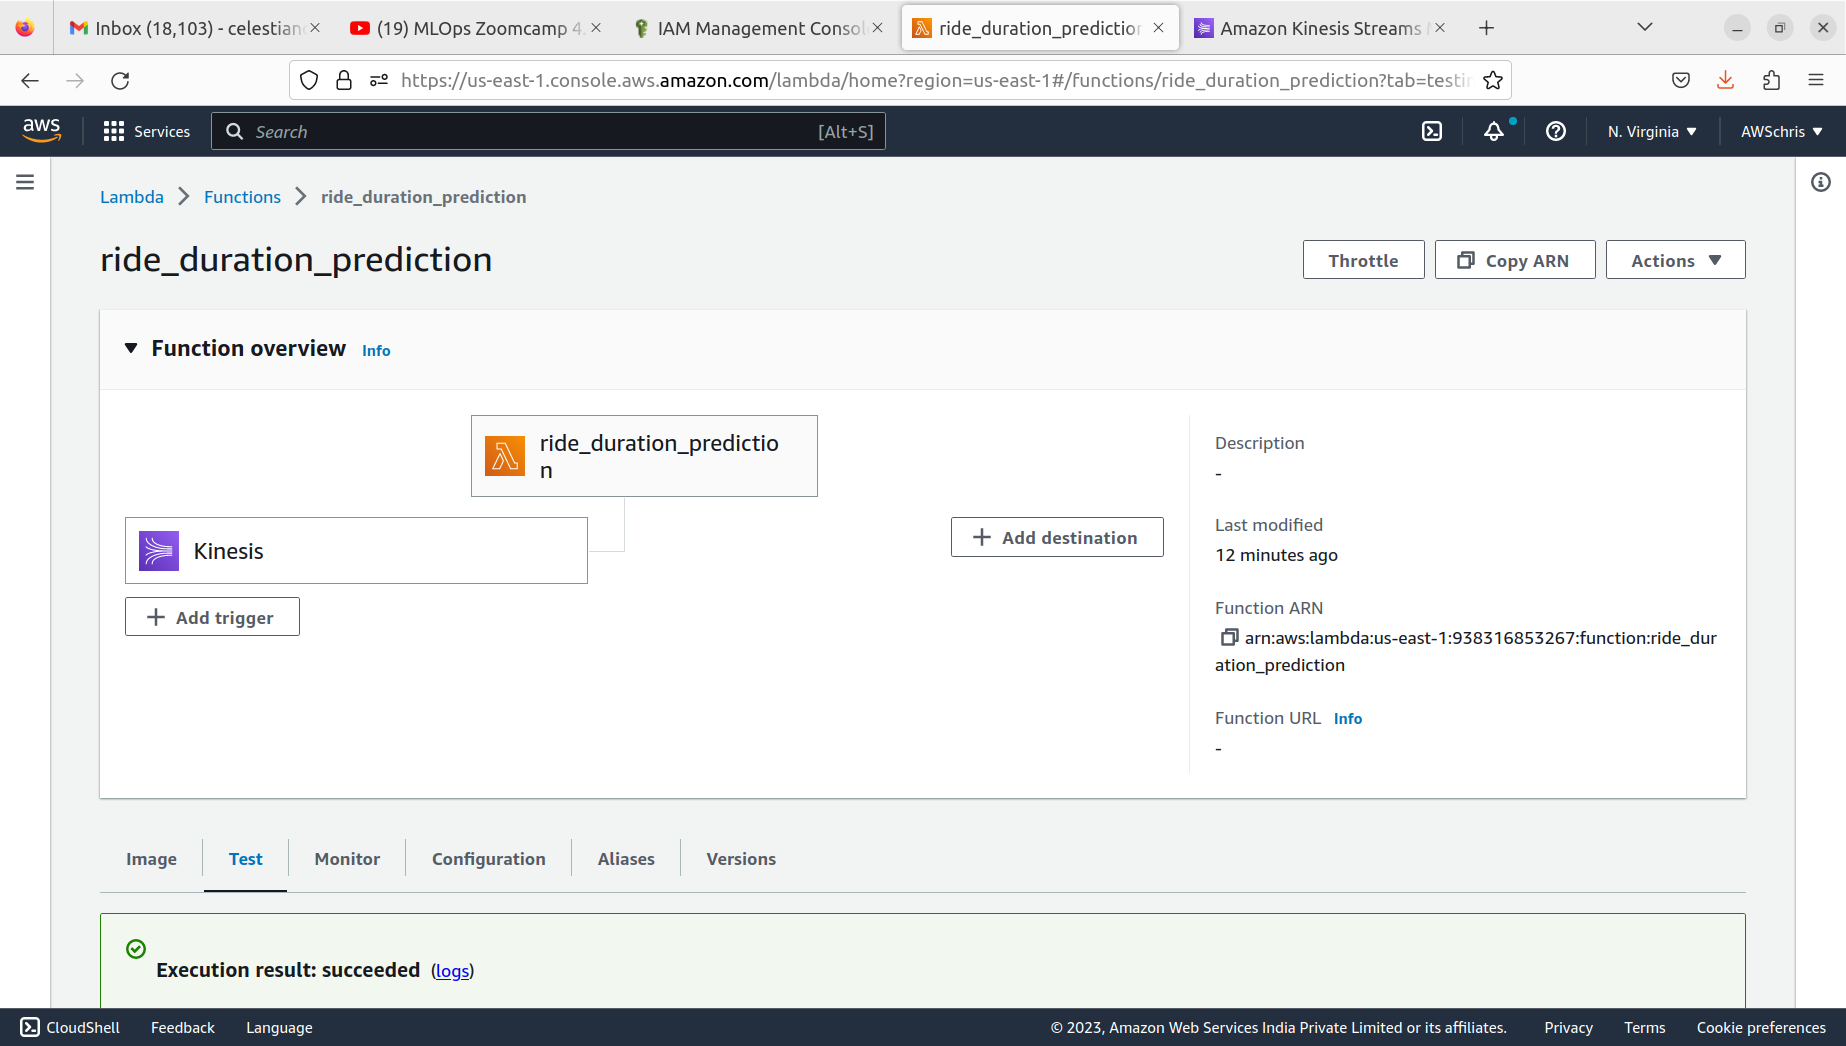 Inbox (18,103) - celestian
(19) MLOps Zoomcamp 4.
IAM Management Consol
ride_duration_prediction
Amazon Kinesis Streams
https://us-east-1.console.aws.amazon.com/lambda/home?region=us-east-1#/functions/ride_duration_prediction?tab=testin
aws
Services
Search
[Alt+S]
N. Virginia
AWSchris
Lambda
Functions
ride_duration_prediction
ride_duration_prediction
Throttle
Copy ARN
Actions
Function overview
Info
ride_duration_predictio
n
Kinesis
Add trigger
Add destination
Description
-
Last modified
12 minutes ago
Function ARN
arn:aws:lambda:us-east-1:938316853267:function:ride_dur
ation_prediction
Function URL Info
-
Image
Test
Monitor
Configuration
Aliases
Versions
Execution result: succeeded (logs)
CloudShell
Feedback
Language
© 2023, Amazon Web Services India Private Limited or its affiliates.
Privacy
Terms
Cookie preferences